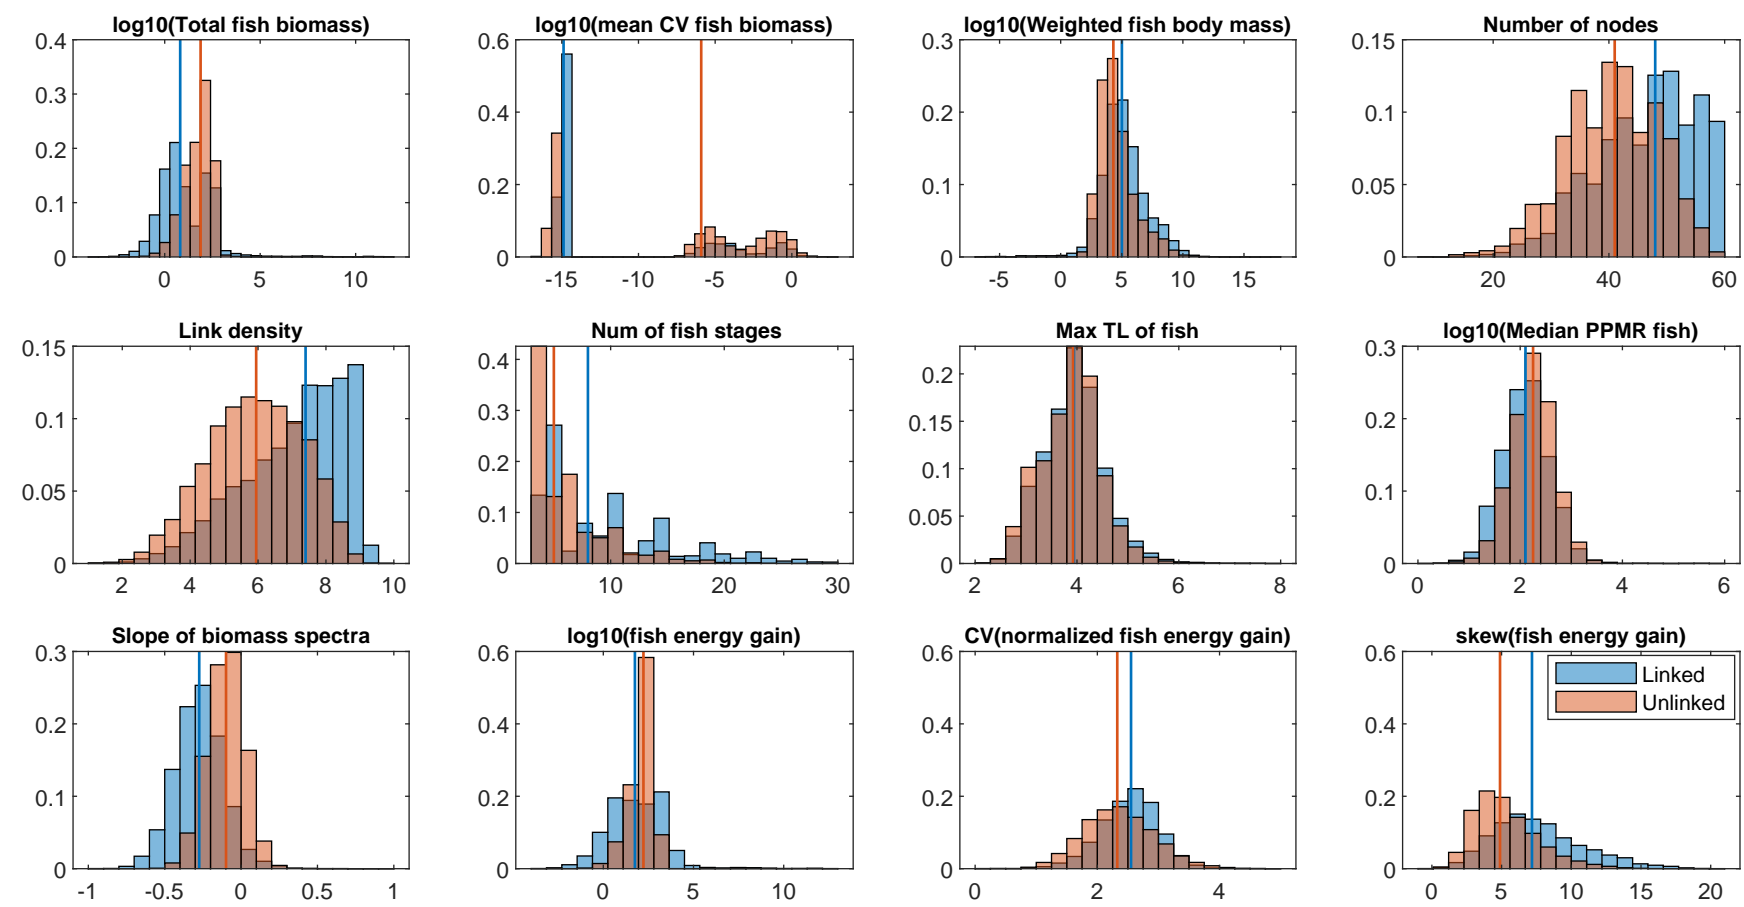 log10(Total fish biomass)
0.4
0.3
0.2
0.1
0
0 5 10
log10(mean CV fish biomass)
0.6
0.4
0.2
0
-15 -10 -5 0
log10(Weighted fish body mass)
0.3
0.2
0.1
0
-5 0 5 10 15
Number of nodes
0.15
0.1
0.05
0
20 40 60
Link density
0.15
0.1
0.05
0
2 4 6 8 10
Num of fish stages
0.4
0.3
0.2
0.1
0
10 20 30
Max TL of fish
0.2
0.15
0.1
0.05
0
2 4 6 8
log10(Median PPMR fish)
0.3
0.2
0.1
0
0 2 4 6
Slope of biomass spectra
0.3
0.2
0.1
0
-1 -0.5 0 0.5 1
log10(fish energy gain)
0.6
0.4
0.2
0
0 5 10
CV(normalized fish energy gain)
0.6
0.4
0.2
0
0 2 4
skew(fish energy gain)
0.6
0.4
0.2
0
0 5 10 15 20
Linked
Unlinked